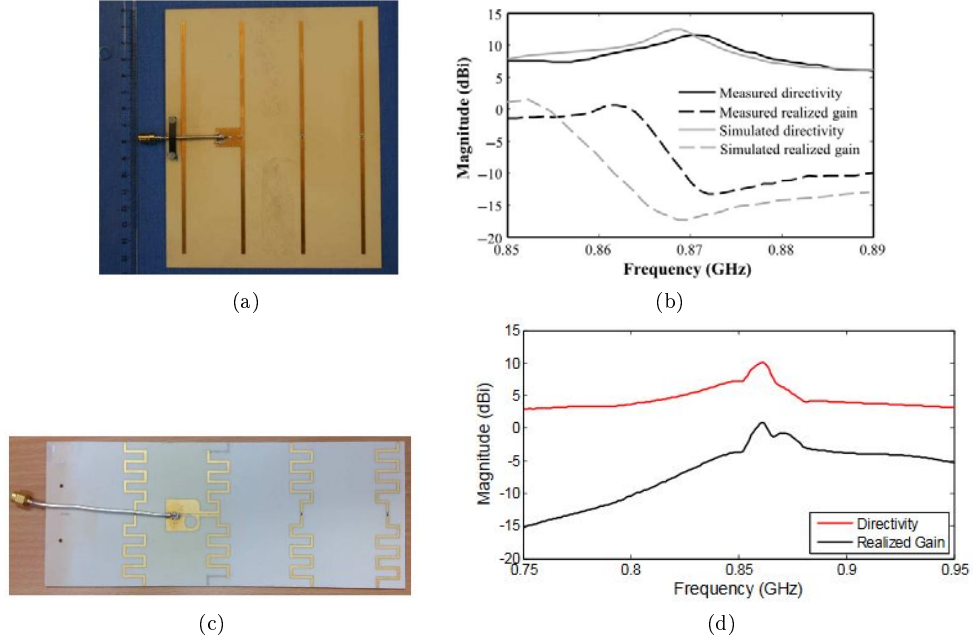 (a)
15
10
5
0
−5
−10
−15
−20
Magnitude (dBi)
Measured directivity
Measured realized gain
Simulated directivity
Simulated realized gain
0.85
0.86
0.87
0.88
0.89
Frequency (GHz)
(b)
(c)
15
10
5
0
-5
-10
-15
-20
Magnitude (dBi)
Directivity
Realized Gain
0.75
0.8
0.85
0.9
0.95
Frequency (GHz)
(d)